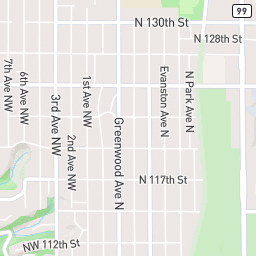 99
N 130th St
N 128th St
7th Ave NW
6th Ave NW
3rd Ave NW
1st Ave NW
2nd Ave NW
Greenwood Ave N
Evanston Ave N
N Park Ave N
N 117th St
NW 112th St